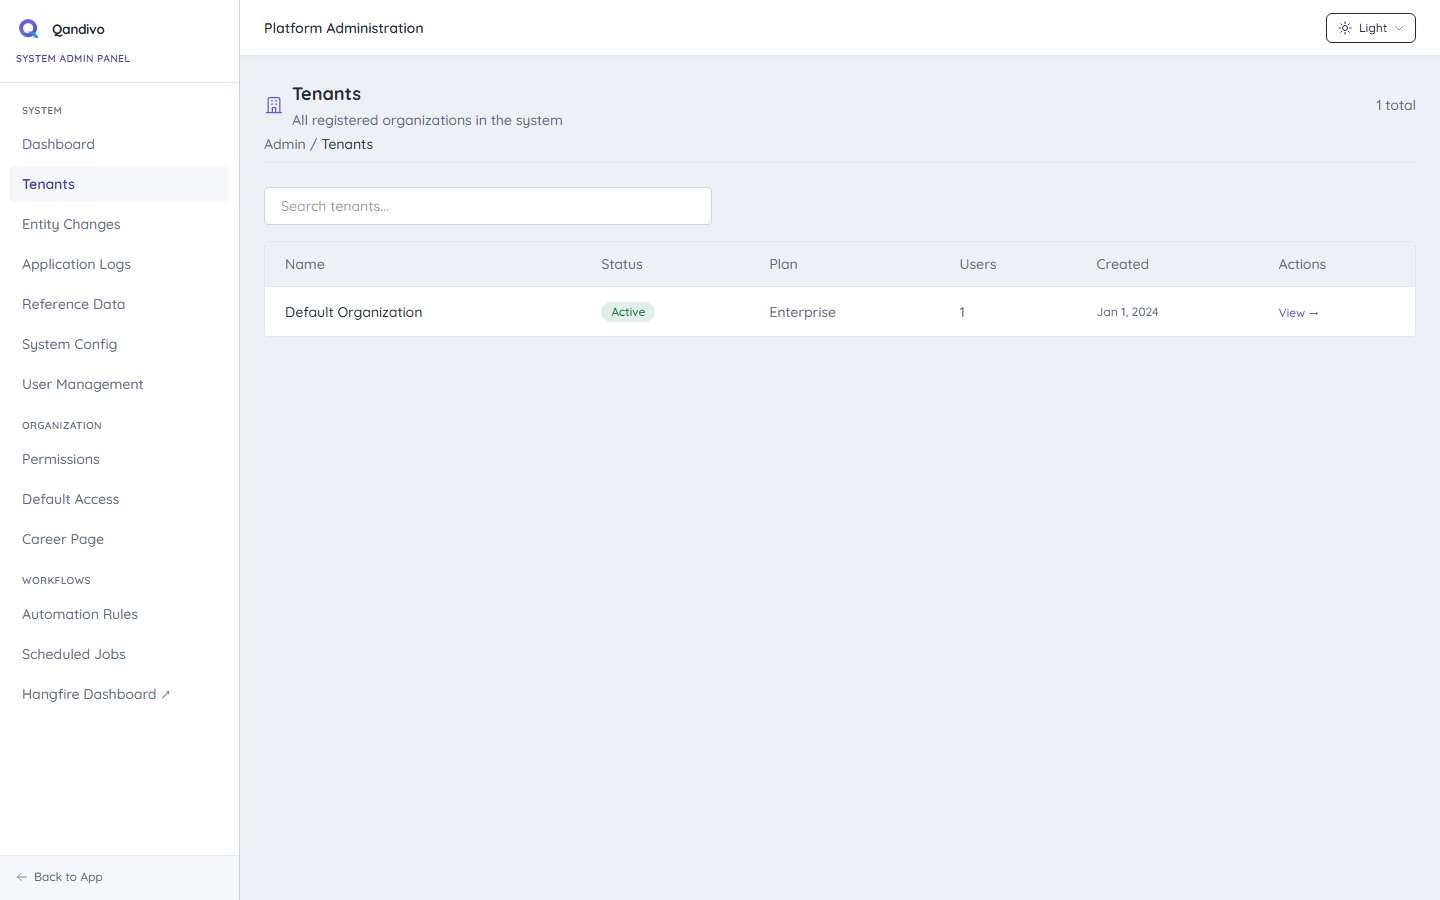 Qandivo
SYSTEM ADMIN PANEL
SYSTEM
Dashboard
Tenants
Entity Changes
Application Logs
Reference Data
System Config
User Management
ORGANIZATION
Permissions
Default Access
Career Page
WORKFLOWS
Automation Rules
Scheduled Jobs
Hangfire Dashboard ↗
← Back to App
Platform Administration
Light
Tenants
All registered organizations in the system
1 total
Admin / Tenants
Search tenants...
Name Status Plan Users Created Actions
Default Organization Active Enterprise 1 Jan 1, 2024 View →